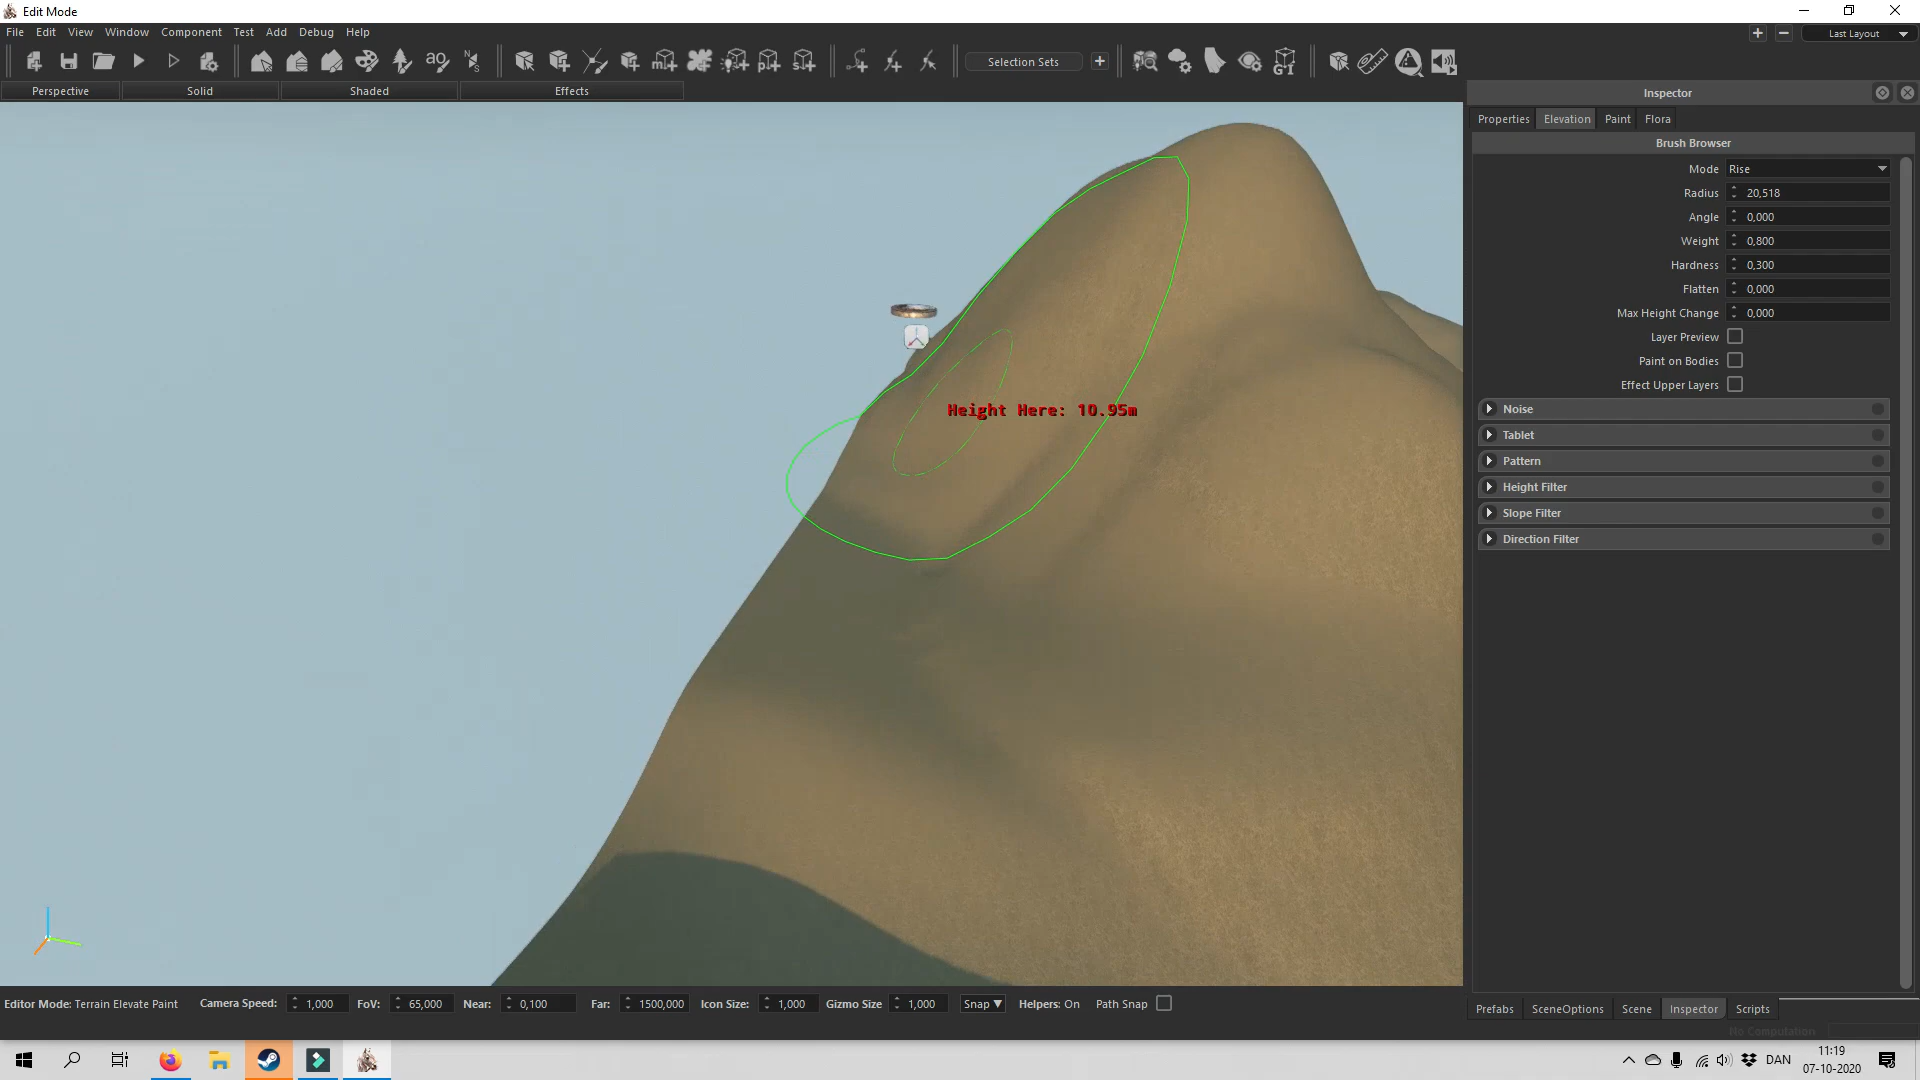 Edit Mode
File Edit View Window Component Test Add Debug Help
Last Layout
ao
N
S
Selection Sets
GI
Perspective Solid Shaded Effects
Inspector
Properties Elevation Paint Flora
Brush Browser
Mode Rise
Radius 20,518
Angle 0,000
Weight 0,800
Hardness 0,300
Flatten 0,000
Max Height Change 0,000
Layer Preview
Paint on Bodies
Effect Upper Layers
Noise
Tablet
Pattern
Height Filter
Slope Filter
Direction Filter
Height Here: 10.95m
Editor Mode: Terrain Elevate Paint Camera Speed: 1,000 FoV: 65,000 Near: 0,100 Far: 1500,000 Icon Size: 1,000 Gizmo Size 1,000 Snap Helpers: On Path Snap
Prefabs SceneOptions Scene Inspector Scripts
No Computation
DAN
11:19
07-10-2020